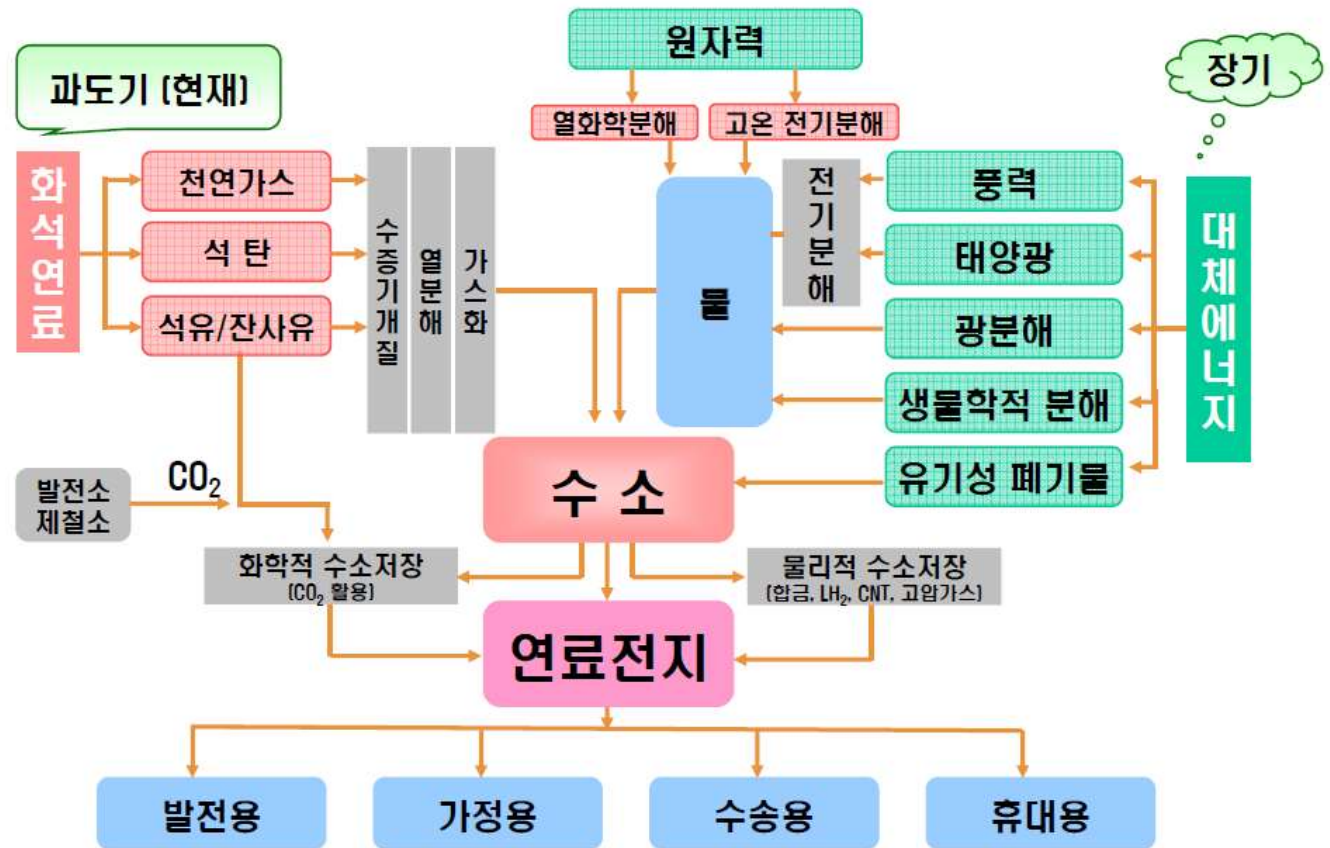 원자력
장기
과도기 (현재)
열화학분해
고온 전기분해
화석연료
천연가스
석 탄
석유/잔사유
수증기개질
열분해
가스화
물
전기분해
풍력
태양광
광분해
생물학적 분해
유기성 폐기물
대체에너지
수 소
발전소
제철소
CO₂
화학적 수소저장
(CO₂ 활용)
물리적 수소저장
(합금, LH₂, CNT, 고압가스)
연료전지
발전용
가정용
수송용
휴대용